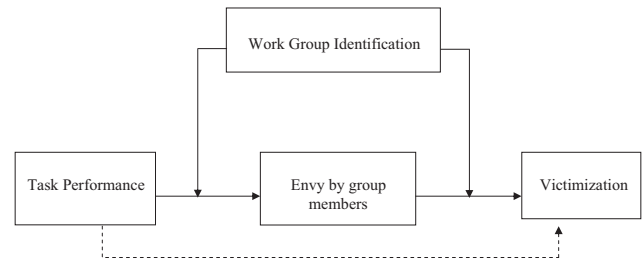 Work Group Identification
Task Performance
Envy by group
members
Victimization